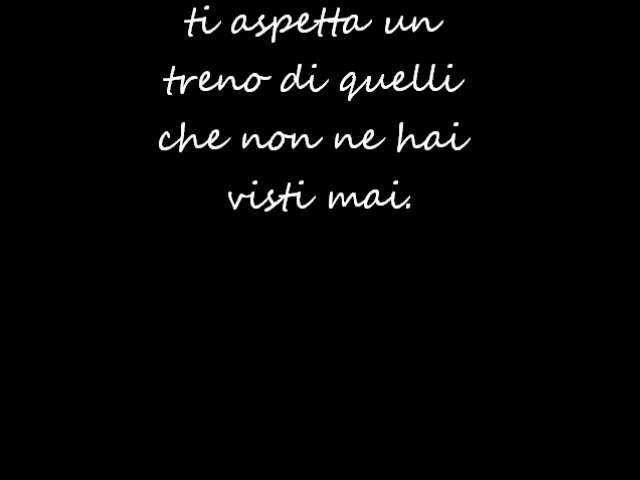 ti aspetta un
treno di quelli
che non ne hai
visti mai.